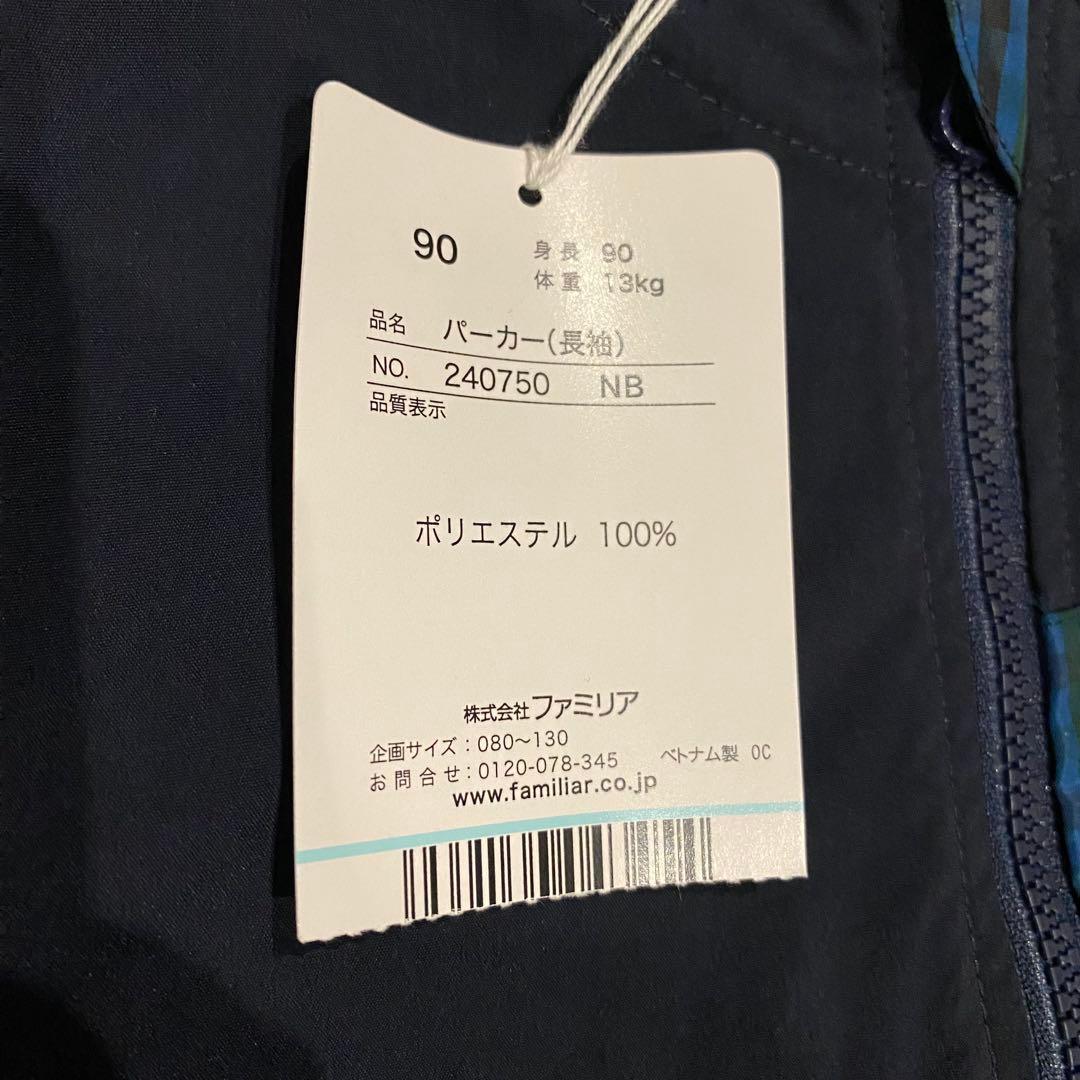 90 身長 90
体重 13kg
品名 パーカー(長袖)
NO. 240750 NB
品質表示
ポリエステル 100%
株式会社ファミリア
企画サイズ:080〜130
お問合せ:0120-078-345 ベトナム製 OC
www.familiar.co.jp